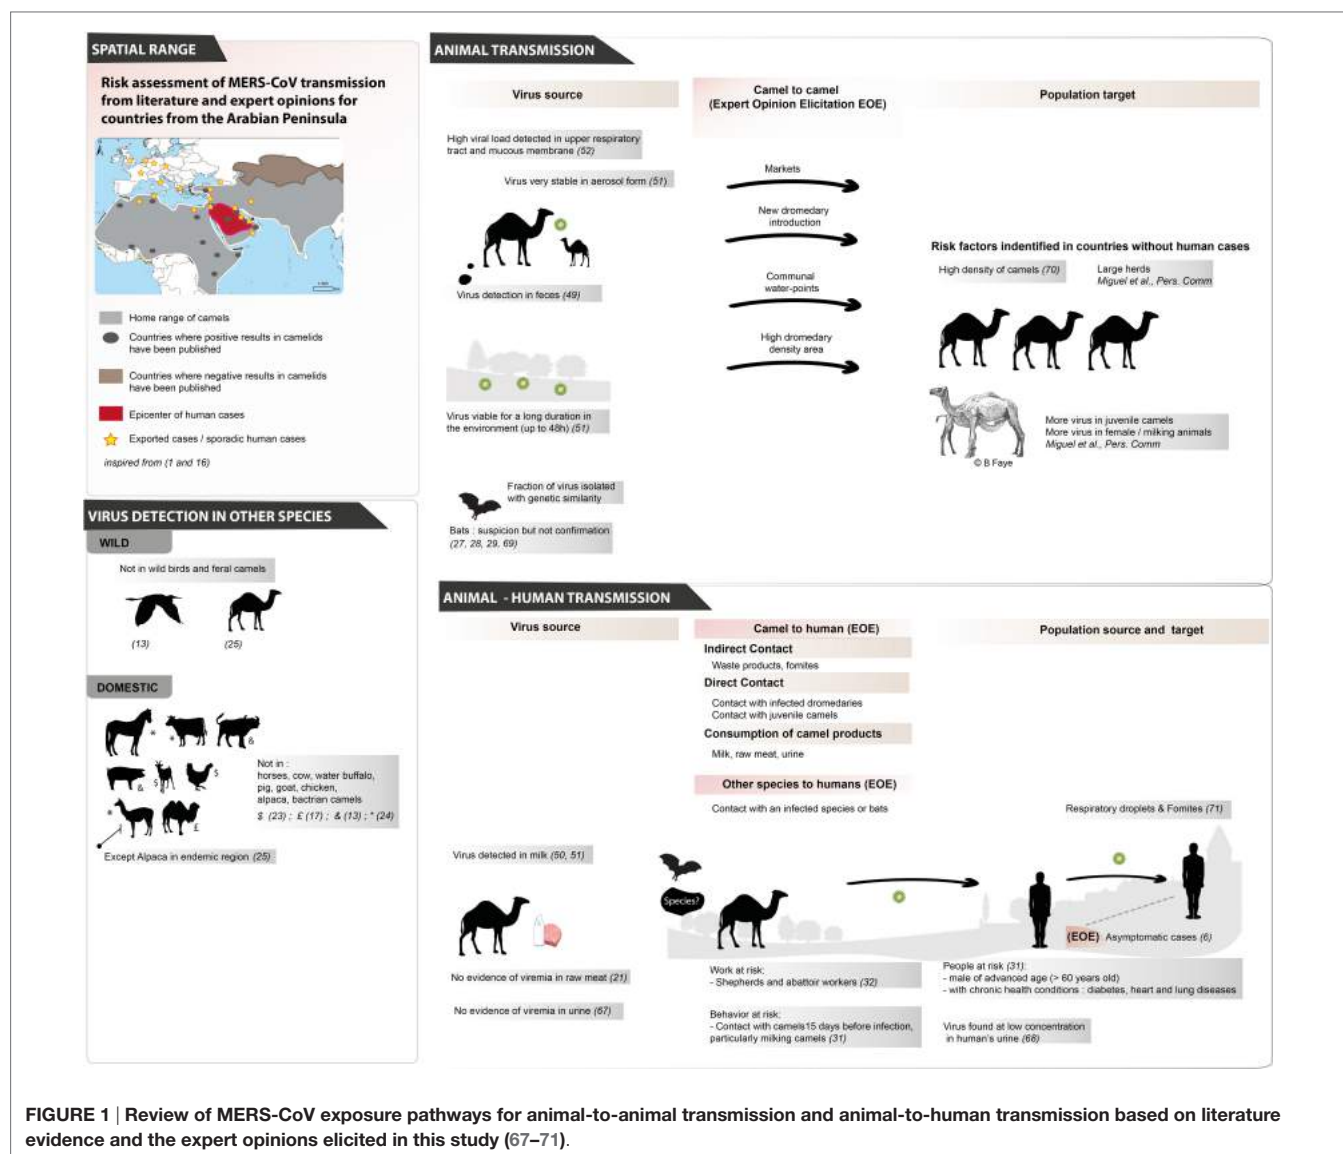 SPATIAL RANGE
Risk assessment of MERS-CoV transmission
from literature and expert opinions for
countries from the Arabian Peninsula
Home range of camels
Countries where positive results in camelids
have been published
Countries where negative results in camelids
have been published
Epicenter of human cases
Exported cases / sporadic human cases
inspired from (1 and 16)
VIRUS DETECTION IN OTHER SPECIES
WILD
Not in wild birds and feral camels
(13)
(25)
DOMESTIC
*
*
&
&
$
$
*
£
Not in :
horses, cow, water buffalo,
pig, goat, chicken,
alpaca, bactrian camels
$ (23) ; £ (17) ; & (13) ; * (24)
Except Alpaca in endemic region (25)
ANIMAL TRANSMISSION
Virus source
High viral load detected in upper respiratory
tract and mucous membrane (52)
Virus very stable in aerosol form (51)
Virus detection in feces (49)
Virus viable for a long duration in
the environment (up to 48h) (51)
Fraction of virus isolated
with genetic similarity
Bats : suspicion but not confirmation
(27, 28, 29, 69)
Camel to camel
(Expert Opinion Elicitation EOE)
Markets
New dromedary
introduction
Communal
water-points
High dromedary
density area
Population target
Risk factors indentified in countries without human cases
High density of camels (70)
Large herds
Miguel et al., Pers. Comm
More virus in juvenile camels
More virus in female / milking animals
Miguel et al., Pers. Comm
© B Faye
ANIMAL - HUMAN TRANSMISSION
Virus source
Virus detected in milk (50, 51)
No evidence of viremia in raw meat (21)
No evidence of viremia in urine (67)
Camel to human (EOE)
Indirect Contact
Waste products, fomites
Direct Contact
Contact with infected dromedaries
Contact with juvenile camels
Consumption of camel products
Milk, raw meat, urine
Other species to humans (EOE)
Contact with an infected species or bats
Species?
Work at risk:
- Shepherds and abattoir workers (32)
Behavior at risk:
- Contact with camels15 days before infection,
particularly milking camels (31)
Population source and target
Respiratory droplets & Fomites (71)
(EOE) Asymptomatic cases (6)
People at risk (31):
- male of advanced age (> 60 years old)
- with chronic health conditions : diabetes, heart and lung diseases
Virus found at low concentration
in human's urine (68)
FIGURE 1 | Review of MERS-CoV exposure pathways for animal-to-animal transmission and animal-to-human transmission based on literature
evidence and the expert opinions elicited in this study (67–71).